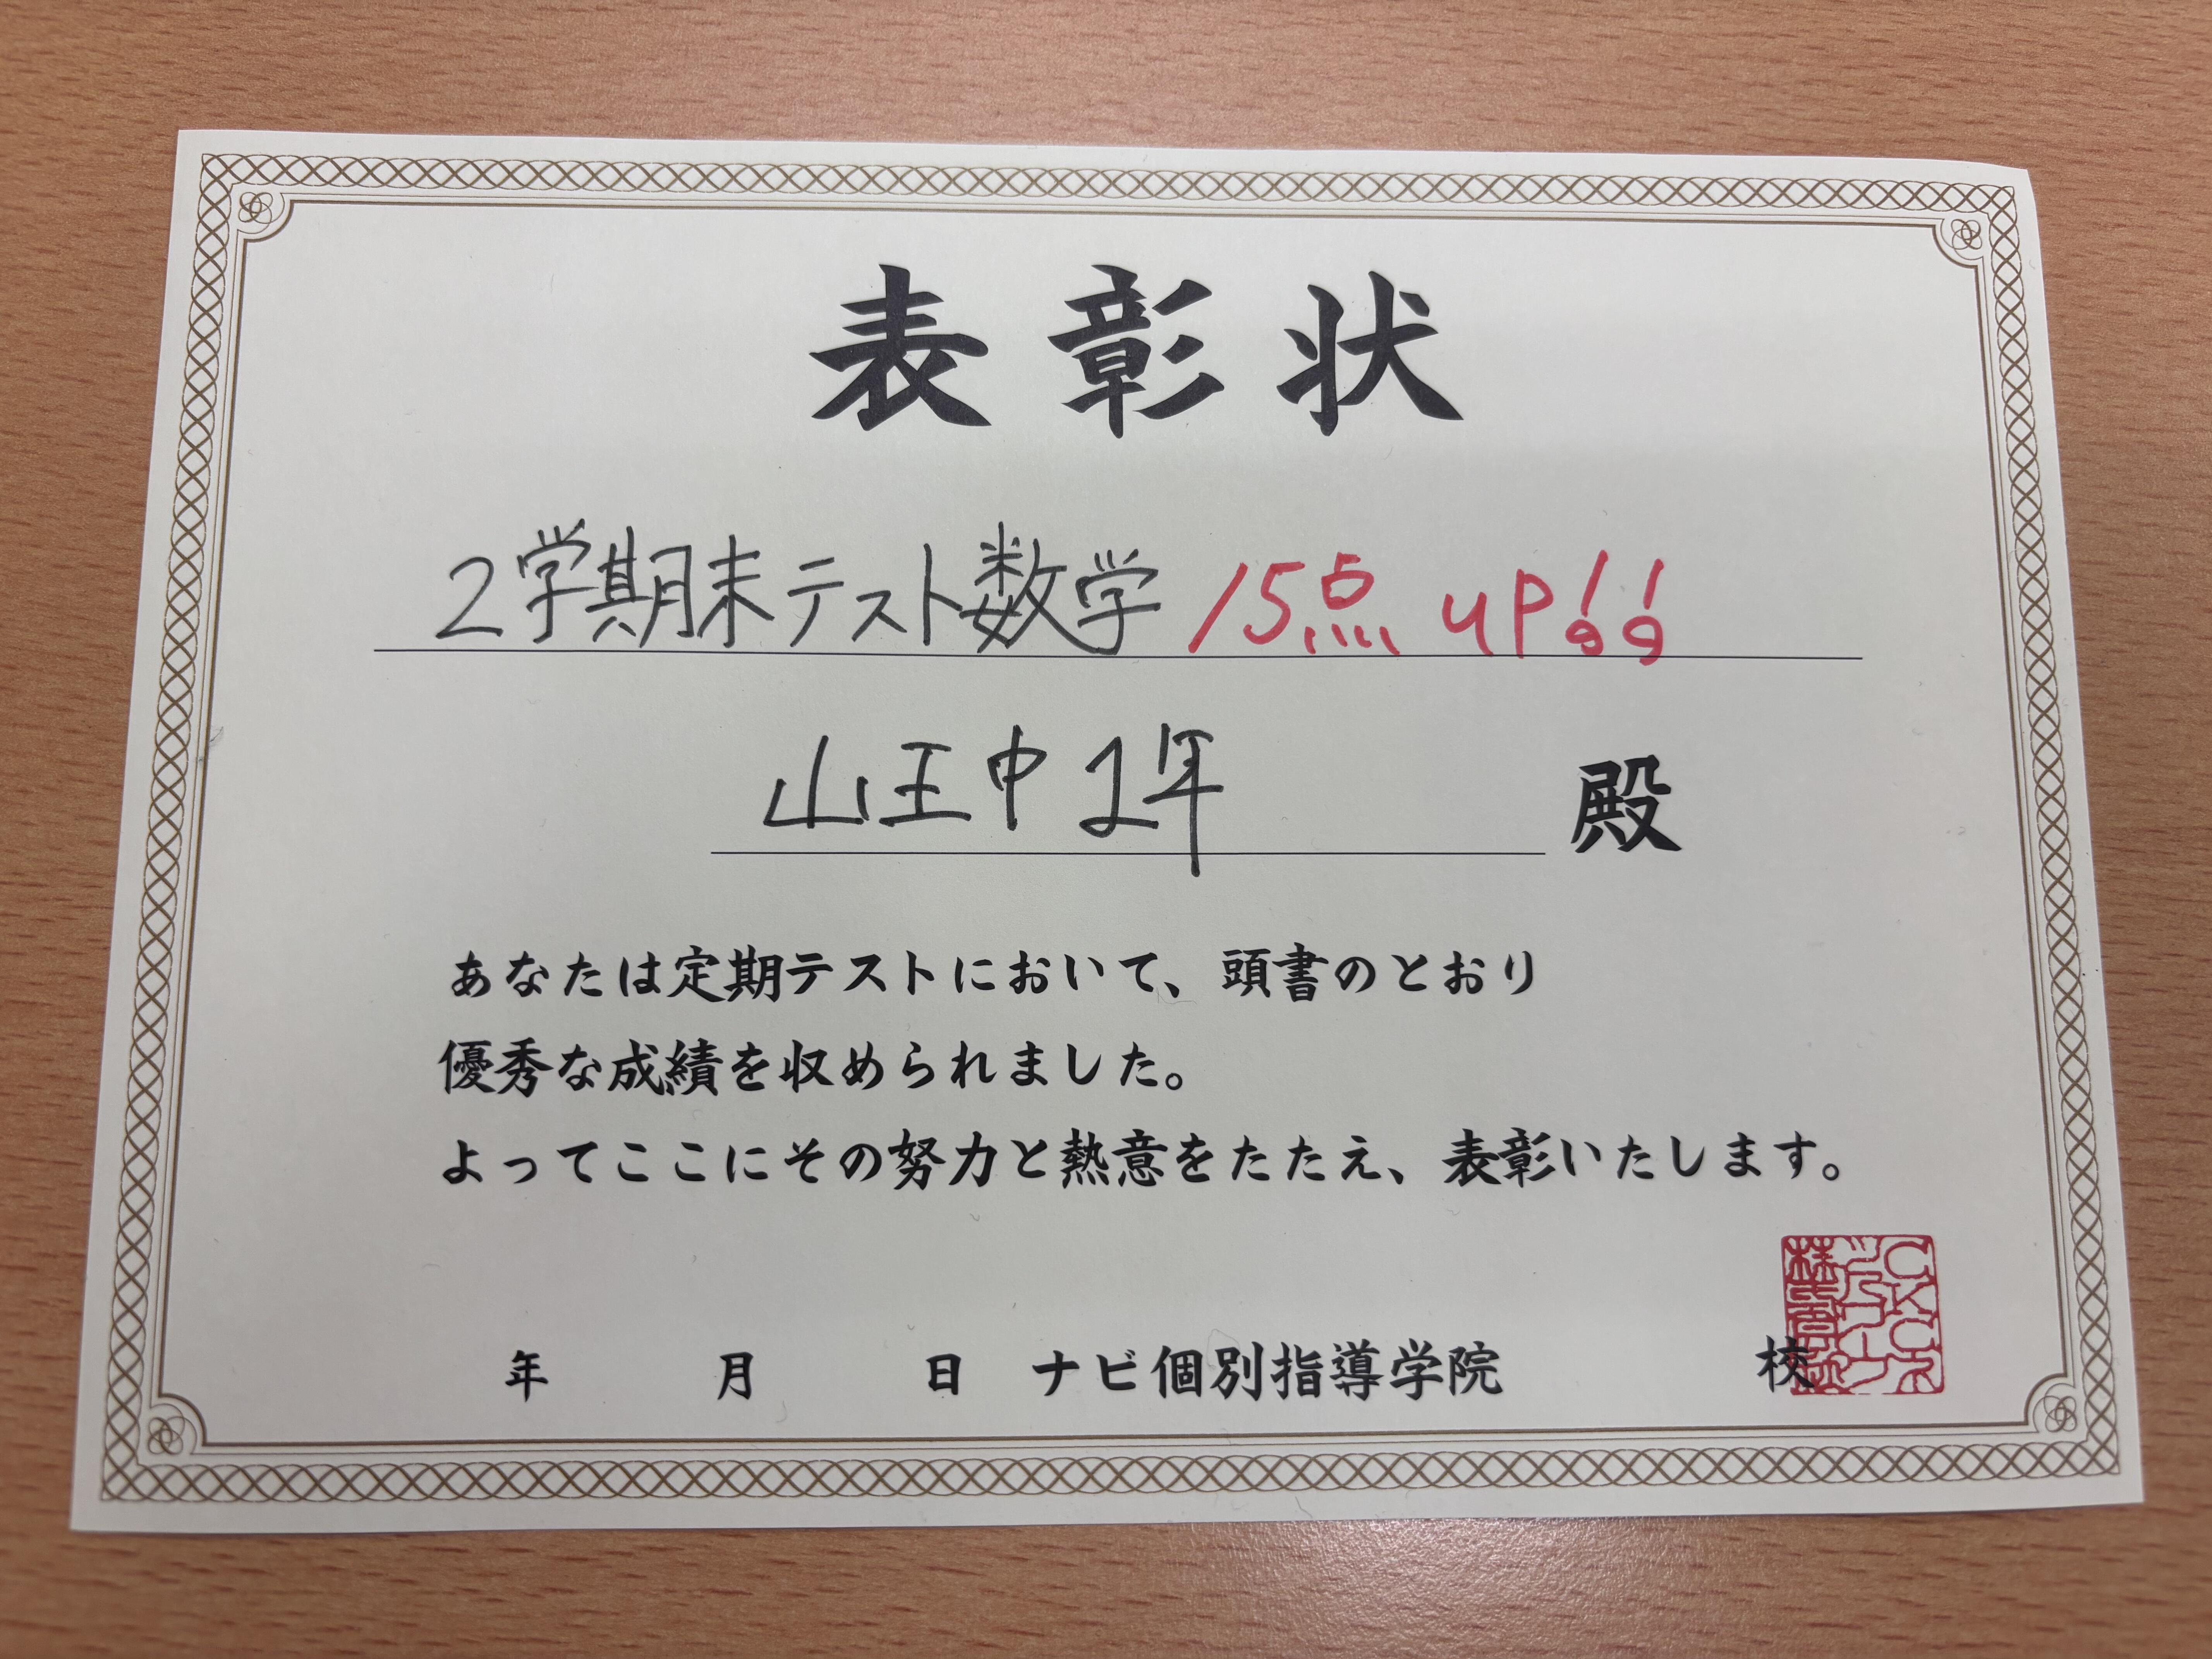 表彰状
2学期期末テスト数学 15点 up!!
山王中1年 殿
あなたは定期テストにおいて、頭書のとおり
優秀な成績を収められました。
よってここにその努力と熱意をたたえ、表彰いたします。
年 月 日 ナビ個別指導学院 校